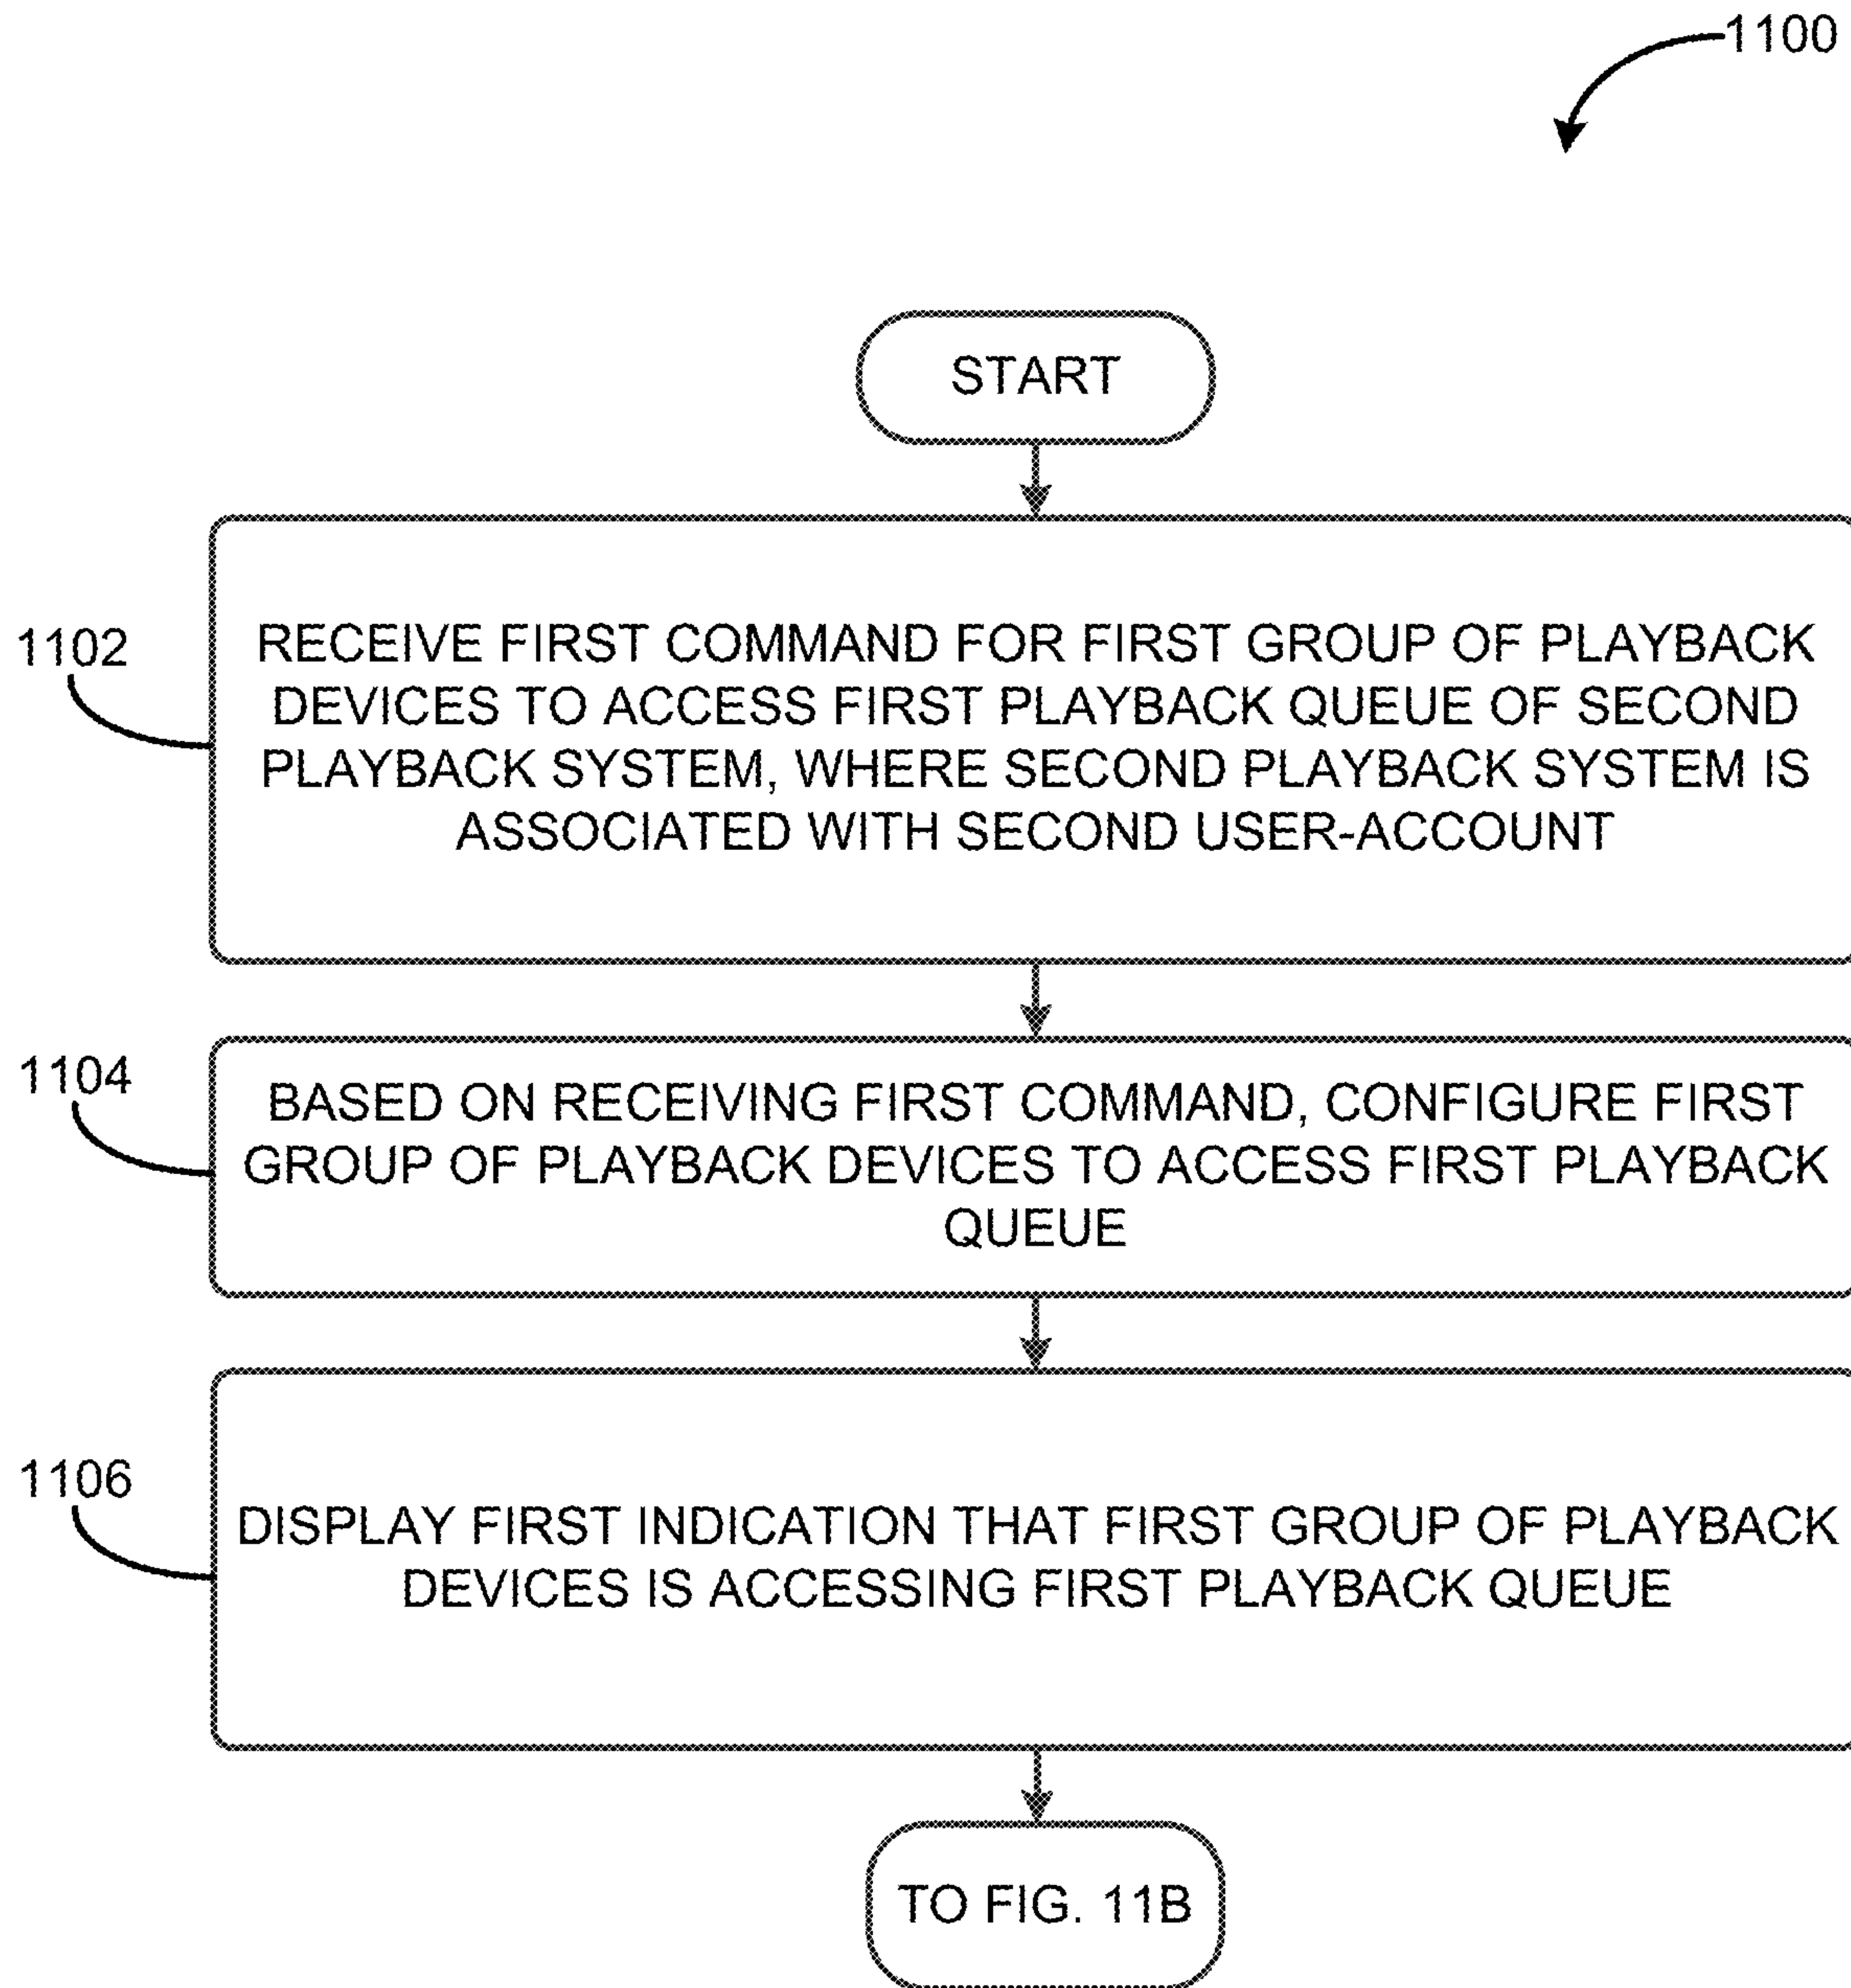 1100
START
1102
RECEIVE FIRST COMMAND FOR FIRST GROUP OF PLAYBACK
DEVICES TO ACCESS FIRST PLAYBACK QUEUE OF SECOND
PLAYBACK SYSTEM, WHERE SECOND PLAYBACK SYSTEM IS
ASSOCIATED WITH SECOND USER-ACCOUNT
1104
BASED ON RECEIVING FIRST COMMAND, CONFIGURE FIRST
GROUP OF PLAYBACK DEVICES TO ACCESS FIRST PLAYBACK
QUEUE
1106
DISPLAY FIRST INDICATION THAT FIRST GROUP OF PLAYBACK
DEVICES IS ACCESSING FIRST PLAYBACK QUEUE
TO FIG. 11B